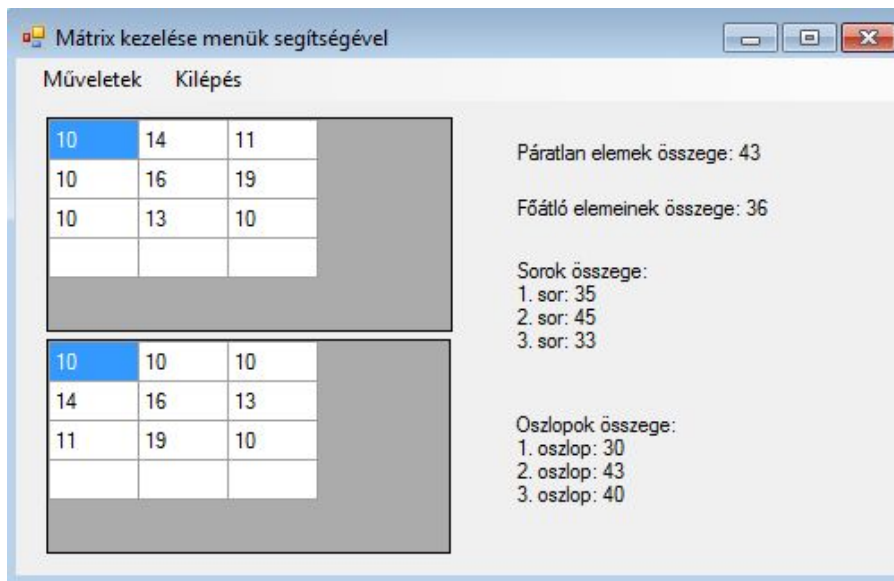 Mátrix kezelése menük segítségével
Műveletek Kilépés
10 14 11
10 16 19
10 13 10
10 10 10
14 16 13
11 19 10
Páratlan elemek összege: 43
Főátló elemeinek összege: 36
Sorok összege:
1. sor: 35
2. sor: 45
3. sor: 33
Oszlopok összege:
1. oszlop: 30
2. oszlop: 43
3. oszlop: 40